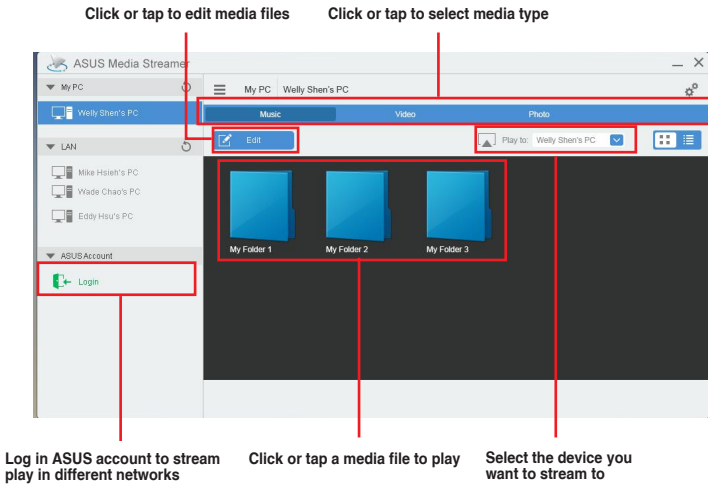 Click or tap to edit media files
Click or tap to select media type
ASUS Media Streamer
My PC
My PC
Welly Shen's PC
Welly Shen's PC
Music
Video
Photo
Edit
Play to:
Welly Shen's PC
LAN
Mike Hsieh's PC
Wade Chao's PC
Eddy Hsu's PC
My Folder 1
My Folder 2
My Folder 3
ASUS Account
Login
Log in ASUS account to stream
play in different networks
Click or tap a media file to play
Select the device you
want to stream to